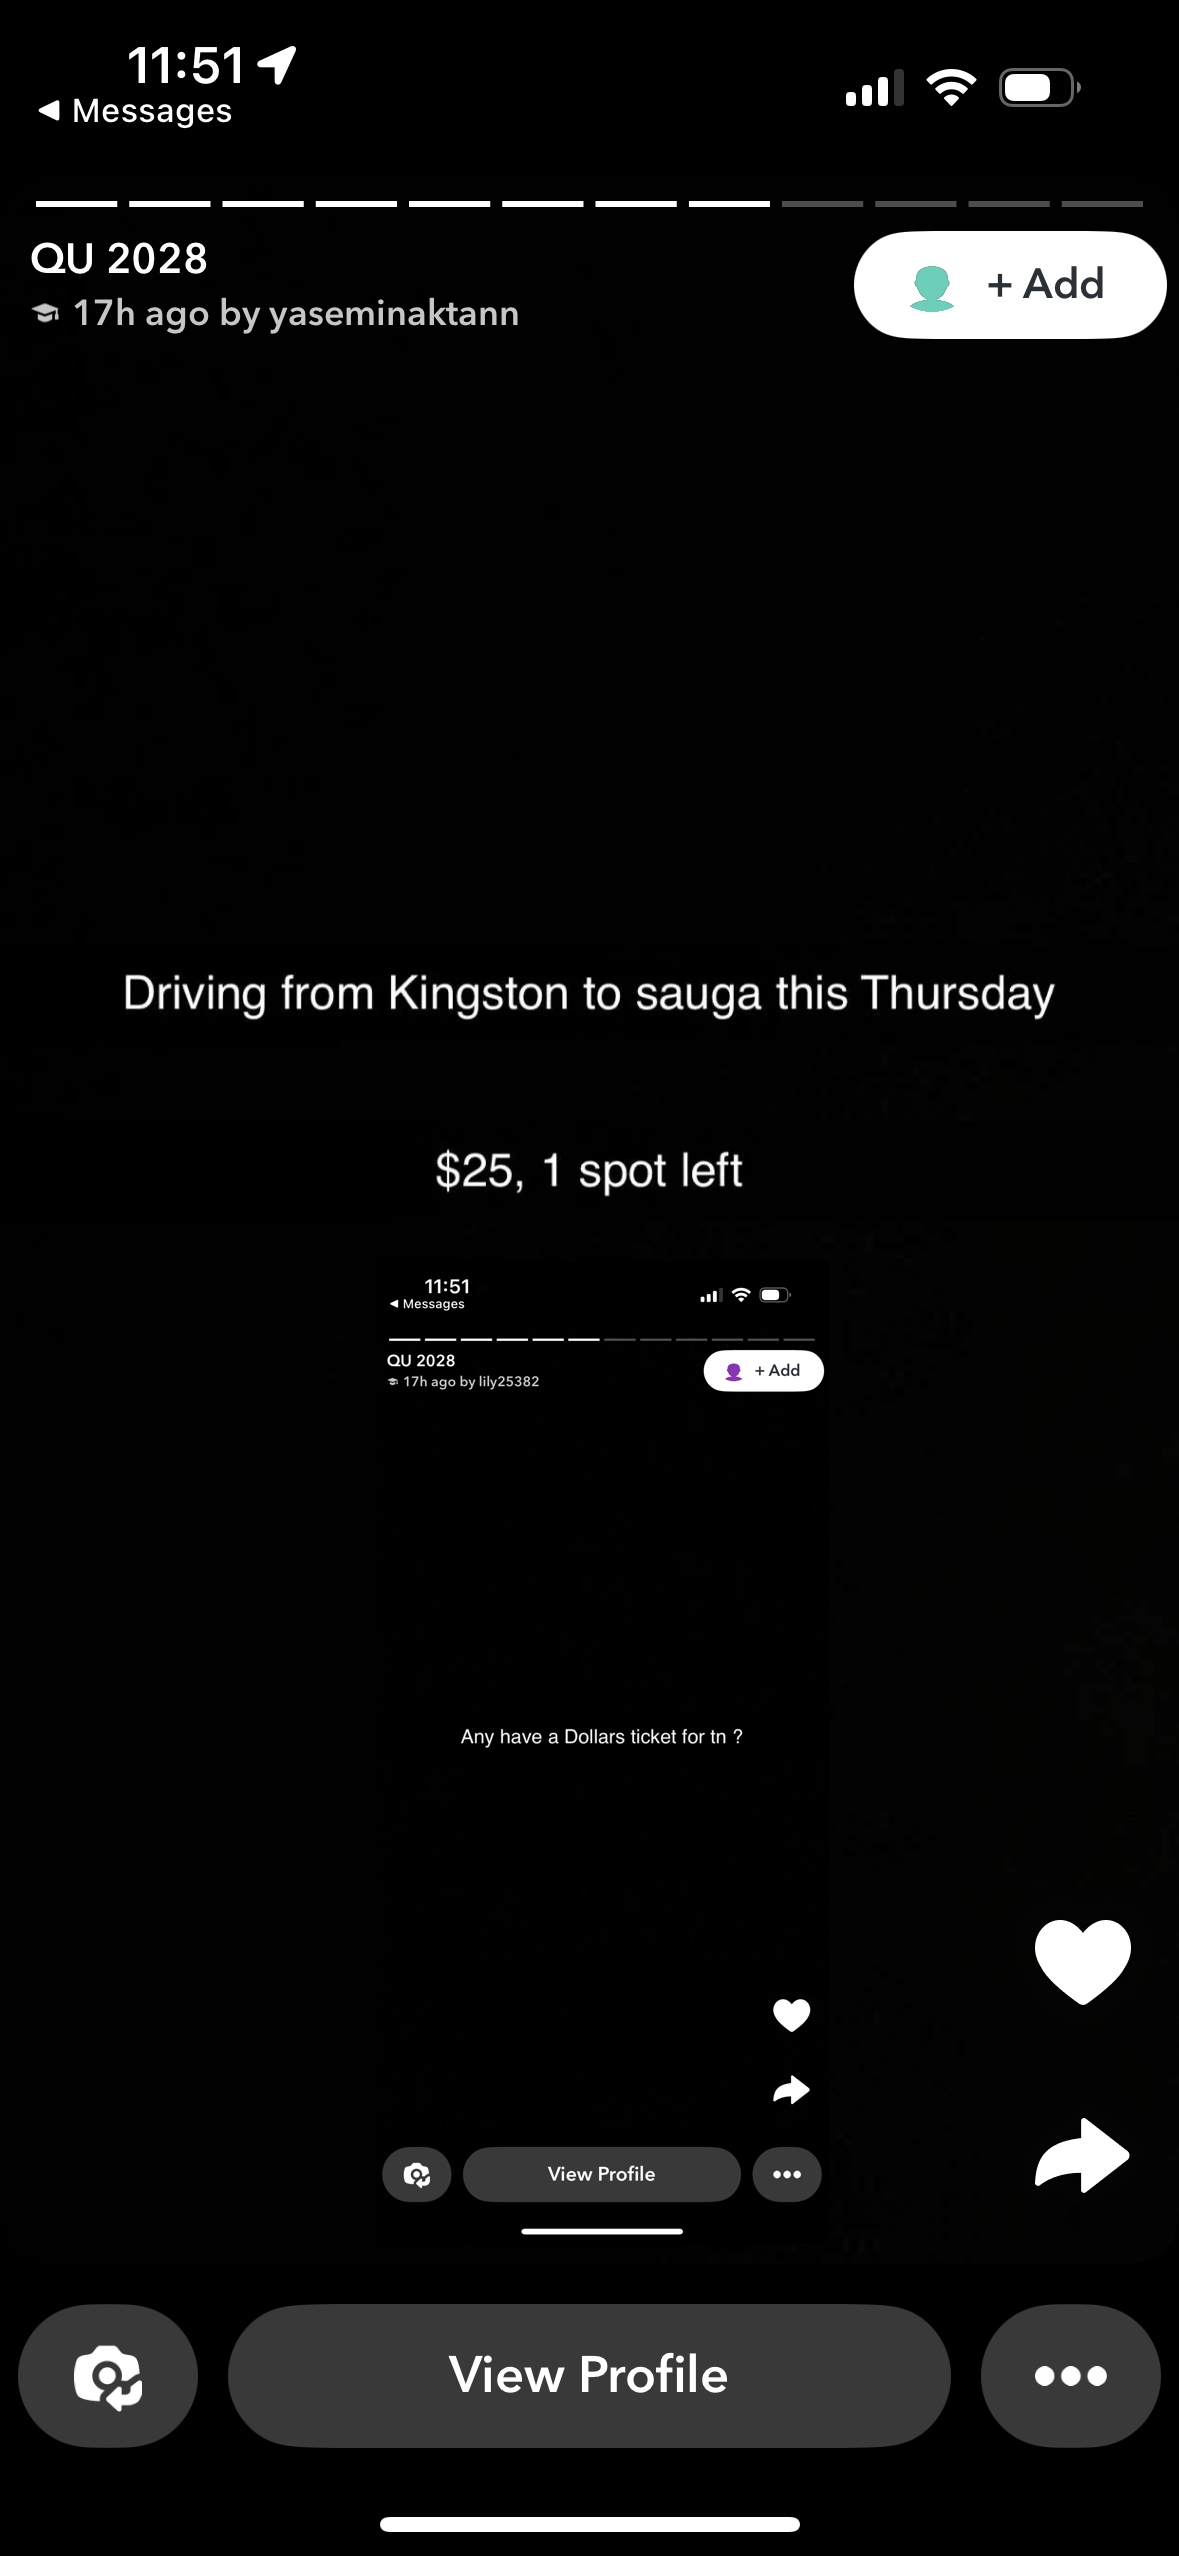 11:51
Messages
QU 2028
17h ago by yaseminaktann
+ Add
Driving from Kingston to sauga this Thursday
$25, 1 spot left
11:51
Messages
QU 2028
17h ago by lily25382
+ Add
Any have a Dollars ticket for tn ?
View Profile
View Profile